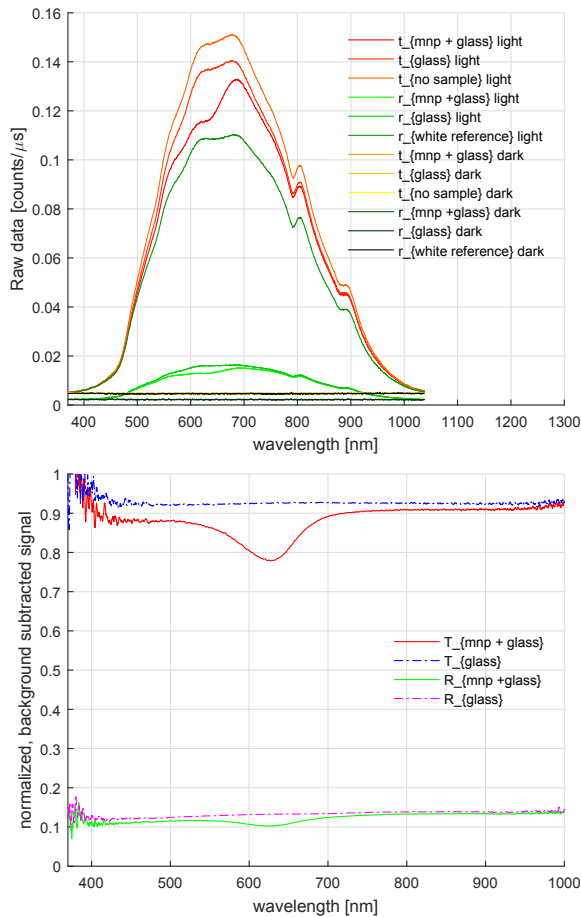 0.16
0.14
0.12
0.1
0.08
0.06
0.04
0.02
0
Raw data [counts/μs]
t_{mnp + glass} light
t_{glass} light
t_{no sample} light
r_{mnp +glass} light
r_{glass} light
r_{white reference} light
t_{mnp + glass} dark
t_{glass} dark
t_{no sample} dark
r_{mnp +glass} dark
r_{glass} dark
r_{white reference} dark
400 500 600 700 800 900 1000 1100 1200 1300
wavelength [nm]
1
0.9
0.8
0.7
0.6
0.5
0.4
0.3
0.2
0.1
0
normalized, background subtracted signal
T_{mnp + glass}
T_{glass}
R_{mnp +glass}
R_{glass}
400 500 600 700 800 900 1000
wavelength [nm]